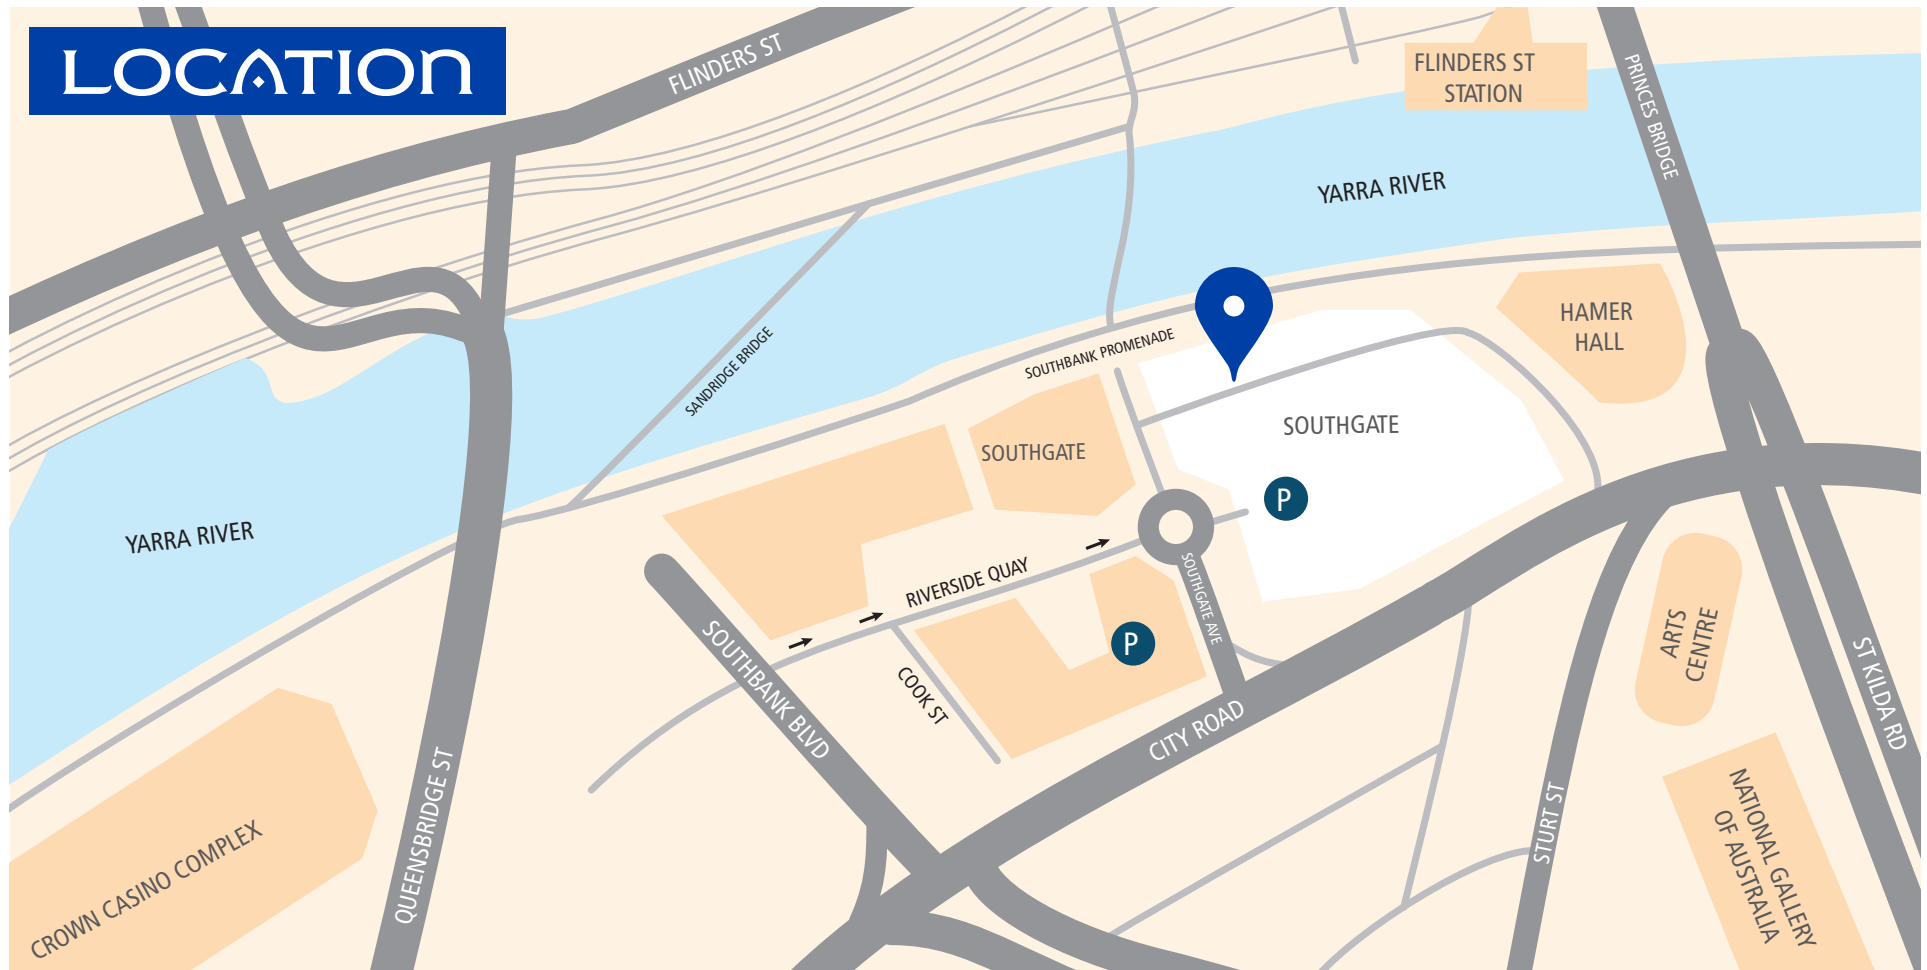 LOCATION
FLINDERS ST
FLINDERS ST
STATION
PRINCES BRIDGE
YARRA RIVER
HAMER
HALL
SANDRIDGE BRIDGE
SOUTHBANK PROMENADE
SOUTHGATE
SOUTHGATE
P
YARRA RIVER
RIVERSIDE QUAY
SOUTHGATE AVE
P
ARTS
CENTRE
ST KILDA RD
SOUTHBANK BLVD
COOK ST
CITY ROAD
QUEENSBRIDGE ST
STURT ST
CROWN CASINO COMPLEX
NATIONAL GALLERY
OF AUSTRALIA